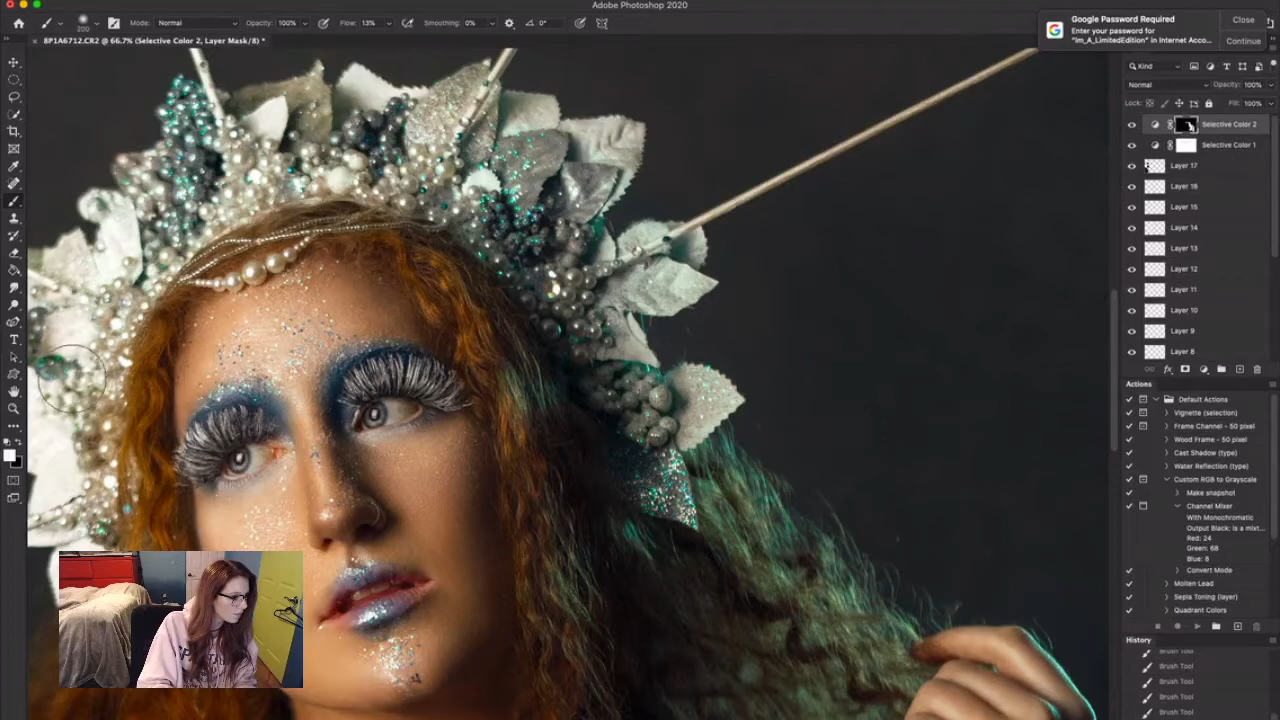 Adobe Photoshop 2020
200
Mode: Normal
Opacity: 100%
Flow: 13%
Smoothing: 0%
0°
Google Password Required
Enter your password for
"Im_A_LimitedEdition" in Internet Acco...
Close
Continue
× 8P1A6712.CR2 @ 66.7% (Selective Color 2, Layer Mask/8) *
Kind
Normal
Opacity: 100%
Lock:
Fill: 100%
Selective Color 2
Selective Color 1
Layer 17
Layer 16
Layer 15
Layer 14
Layer 13
Layer 12
Layer 11
Layer 10
Layer 9
Layer 8
fx
Actions
Default Actions
Vignette (selection)
Frame Channel - 50 pixel
Wood Frame - 50 pixel
Cast Shadow (type)
Water Reflection (type)
Custom RGB to Grayscale
Make snapshot
Channel Mixer
With Monochromatic
Output Black: is a mixt...
Red: 24
Green: 68
Blue: 8
Convert Mode
Molten Lead
Sepia Toning (layer)
Quadrant Colors
History
Brush Tool
Brush Tool
Brush Tool
Brush Tool
Brush Tool